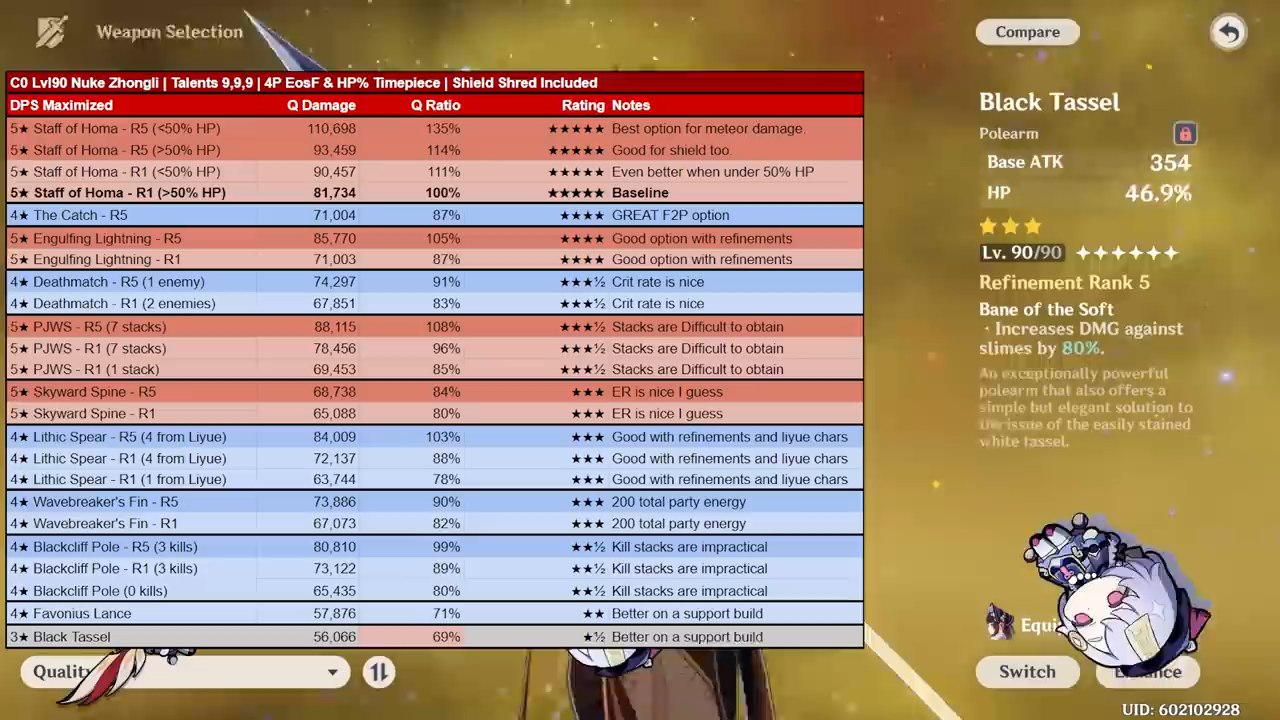 Weapon Selection
Compare
C0 Lvl90 Nuke Zhongli | Talents 9,9,9 | 4P EosF & HP% Timepiece | Shield Shred Included
DPS Maximized Q Damage Q Ratio Rating Notes
5★ Staff of Homa - R5 (<50% HP) 110,698 135% ★★★★★ Best option for meteor damage.
5★ Staff of Homa - R5 (>50% HP) 93,459 114% ★★★★★ Good for shield too.
5★ Staff of Homa - R1 (<50% HP) 90,457 111% ★★★★★ Even better when under 50% HP
5★ Staff of Homa - R1 (>50% HP) 81,734 100% ★★★★★ Baseline
4★ The Catch - R5 71,004 87% ★★★★ GREAT F2P option
5★ Engulfing Lightning - R5 85,770 105% ★★★★ Good option with refinements
5★ Engulfing Lightning - R1 71,003 87% ★★★★ Good option with refinements
4★ Deathmatch - R5 (1 enemy) 74,297 91% ★★★½ Crit rate is nice
4★ Deathmatch - R1 (2 enemies) 67,851 83% ★★★½ Crit rate is nice
5★ PJWS - R5 (7 stacks) 88,115 108% ★★★½ Stacks are Difficult to obtain
5★ PJWS - R1 (7 stacks) 78,456 96% ★★★½ Stacks are Difficult to obtain
5★ PJWS - R1 (1 stack) 69,453 85% ★★★½ Stacks are Difficult to obtain
5★ Skyward Spine - R5 68,738 84% ★★★ ER is nice I guess
5★ Skyward Spine - R1 65,088 80% ★★★ ER is nice I guess
4★ Lithic Spear - R5 (4 from Liyue) 84,009 103% ★★★ Good with refinements and liyue chars
4★ Lithic Spear - R1 (4 from Liyue) 72,137 88% ★★★ Good with refinements and liyue chars
4★ Lithic Spear - R1 (1 from Liyue) 63,744 78% ★★★ Good with refinements and liyue chars
4★ Wavebreaker's Fin - R5 73,886 90% ★★★ 200 total party energy
4★ Wavebreaker's Fin - R1 67,073 82% ★★★ 200 total party energy
4★ Blackcliff Pole - R5 (3 kills) 80,810 99% ★★½ Kill stacks are impractical
4★ Blackcliff Pole - R1 (3 kills) 73,122 89% ★★½ Kill stacks are impractical
4★ Blackcliff Pole (0 kills) 65,435 80% ★★½ Kill stacks are impractical
4★ Favonius Lance 57,876 71% ★★ Better on a support build
3★ Black Tassel 56,066 69% ★½ Better on a support build
Black Tassel
Polearm
Base ATK 354
HP 46.9%
Lv. 90/90
Refinement Rank 5
Bane of the Soft
· Increases DMG against
slimes by 80%.
An exceptionally powerful
polearm that also offers a
simple but elegant solution to
the issue of the easily stained
white tassel.
Quality
Switch
UID: 602102928